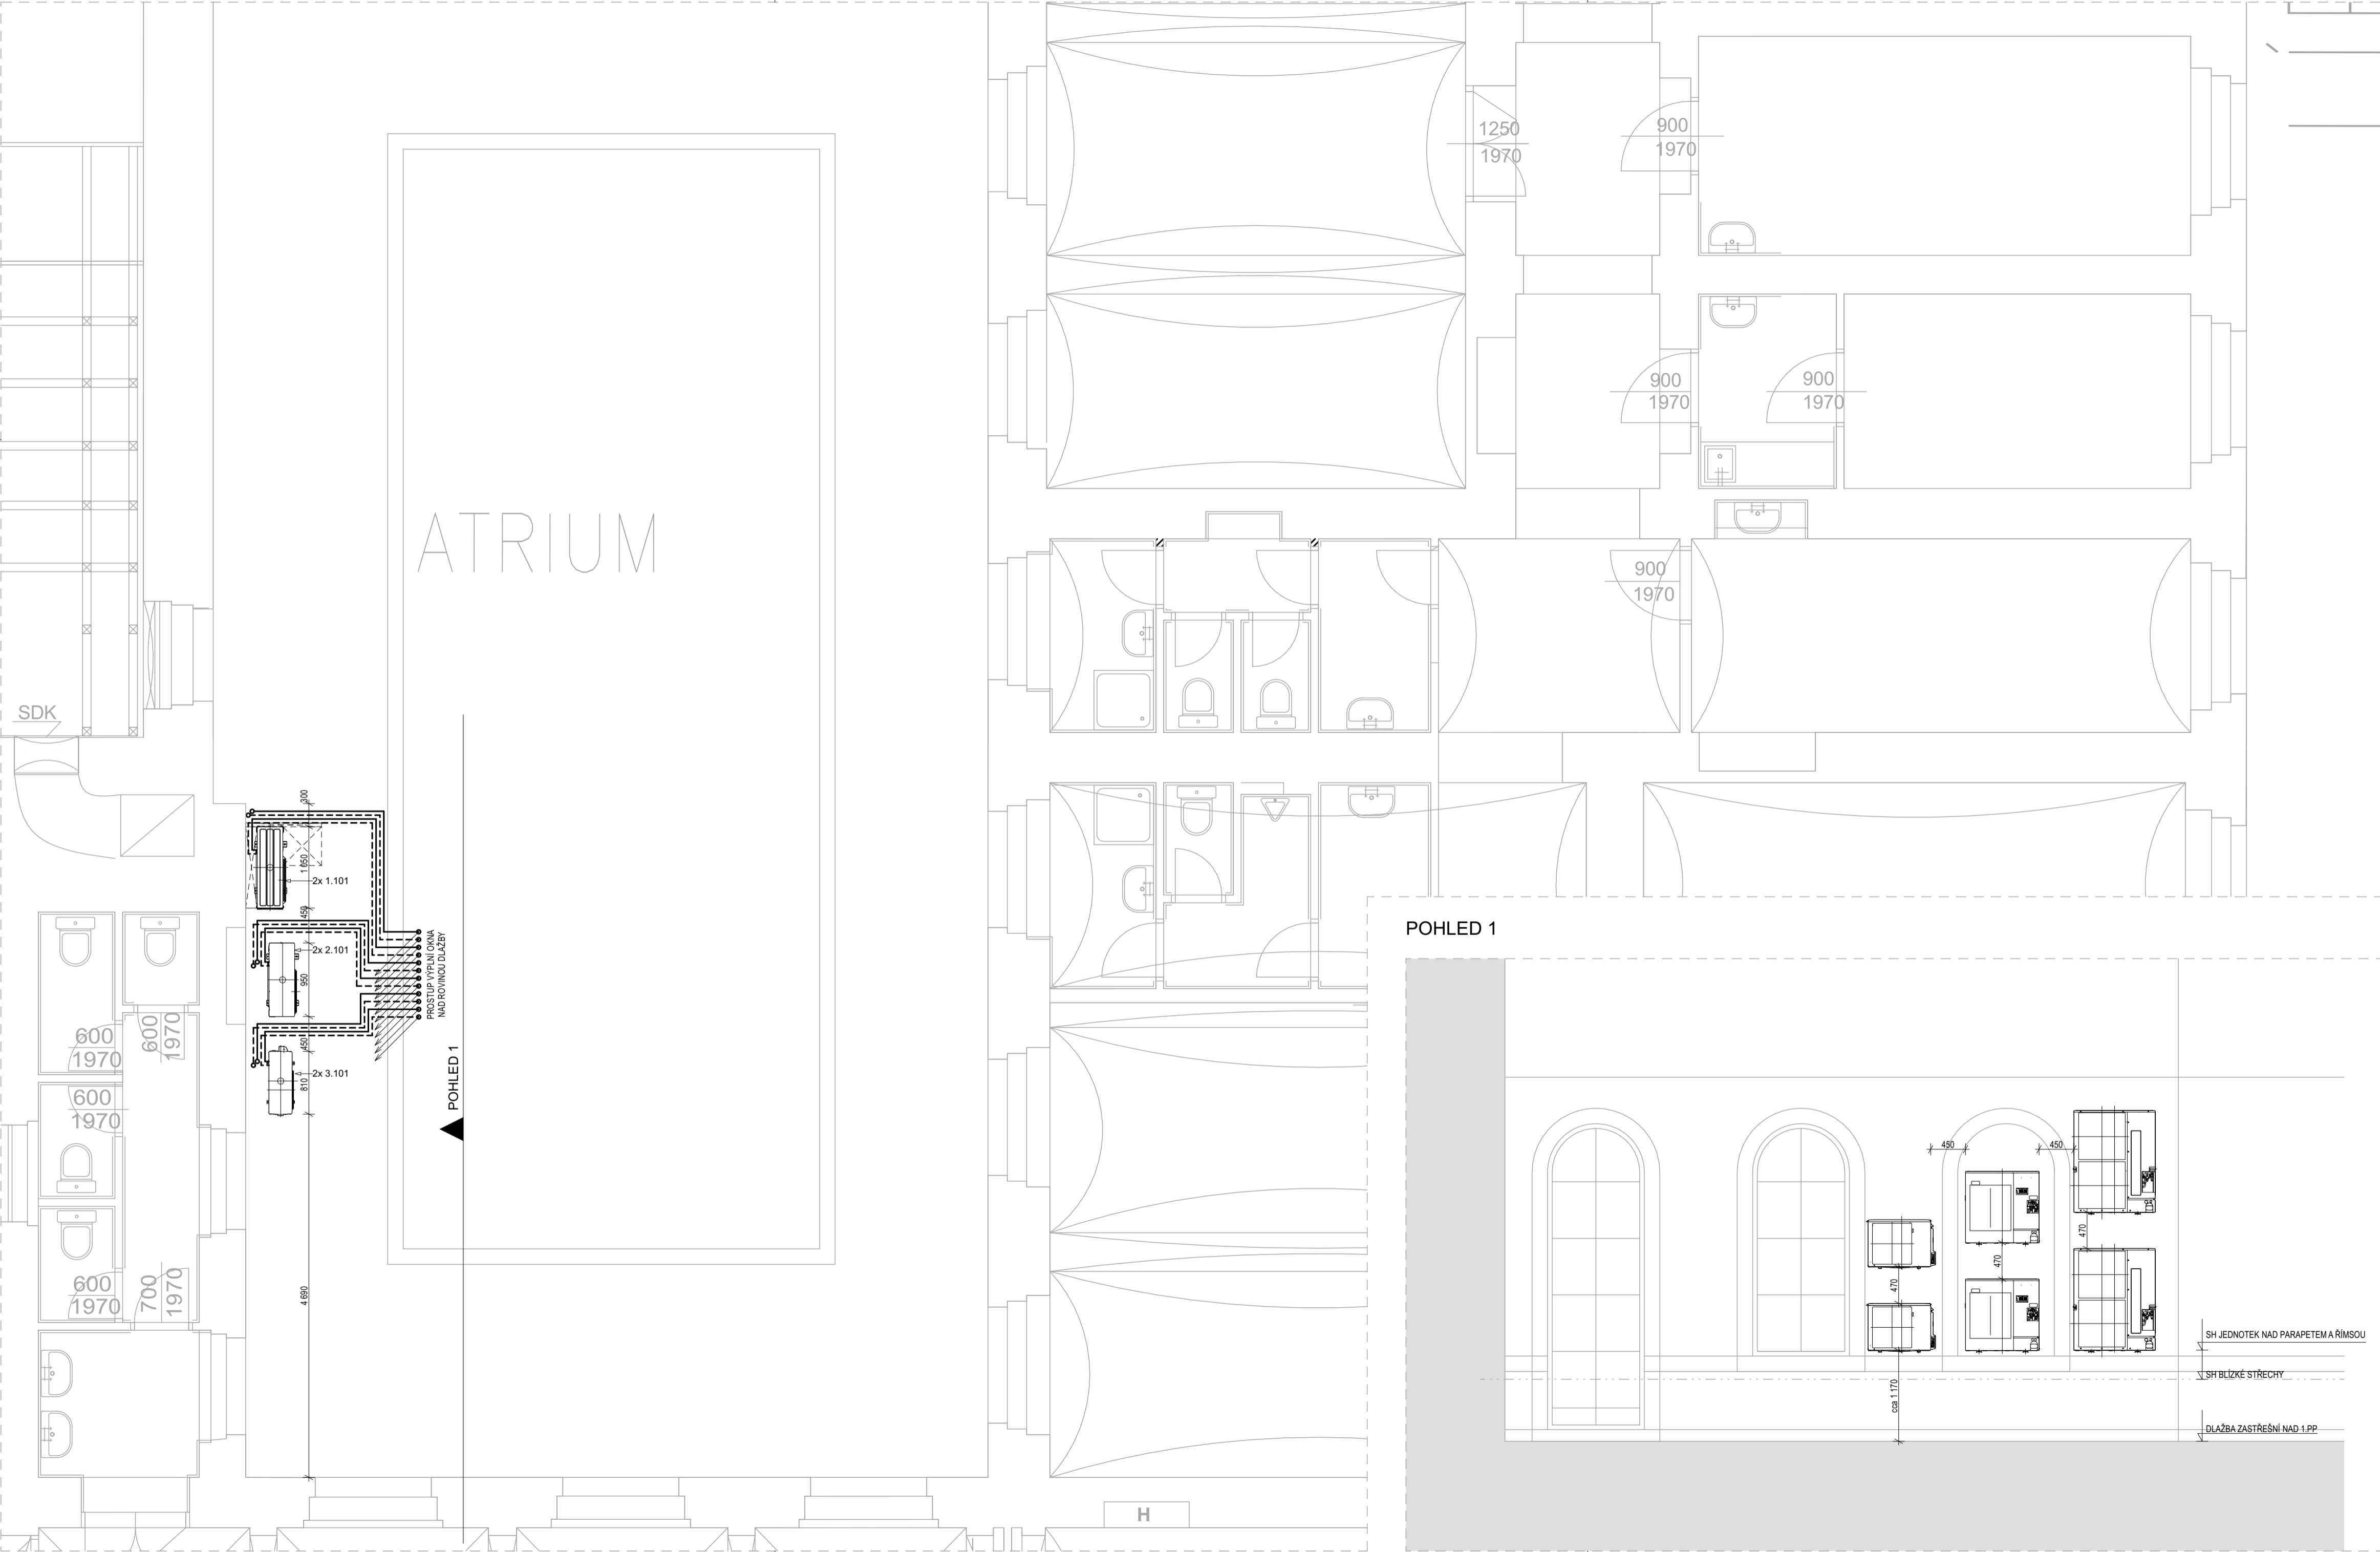 1250
1970
900
1970
900
1970
900
1970
ATRIUM
900
1970
SDK
300
1 050
2x 1.101
450
2x 2.101
950
PROSTUP VÝPLNÍ OKNA
NAD ROVINOU DLAŽBY
450
2x 3.101
810
POHLED 1
4 690
600
1970
600
1970
600
1970
600
1970
700
1970
H
POHLED 1
450
450
470
470
470
cca 1 170
SH JEDNOTEK NAD PARAPETEM A ŘÍMSOU
SH BLÍZKÉ STŘECHY
DLAŽBA ZASTŘEŠNÍ NAD 1.PP